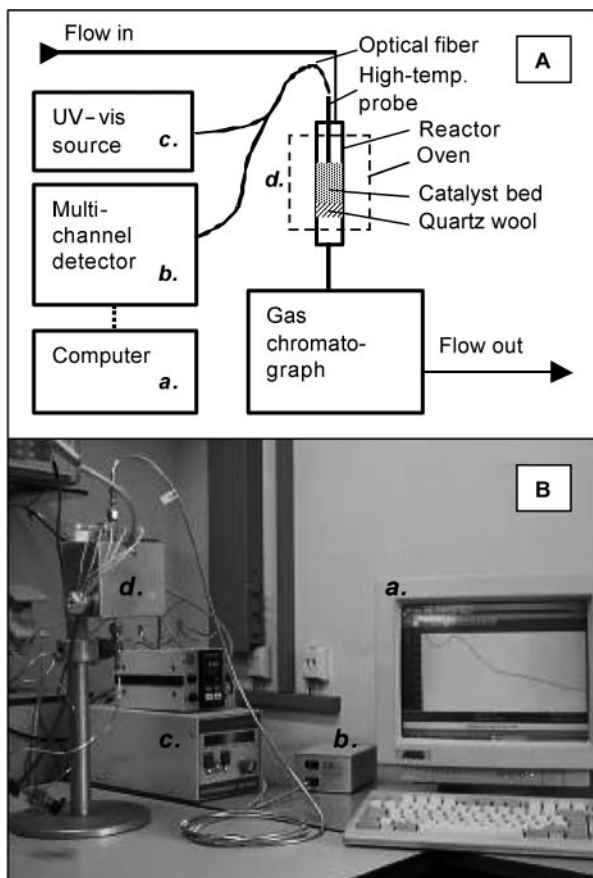 Flow in
Optical fiber
A
High-temp.
probe
UV–vis
source
c.
Reactor
Oven
d.
Catalyst bed
Quartz wool
Multi-
channel
detector
b.
Gas
chromato-
graph
Flow out
Computer
a.
B
a.
d.
b.
c.